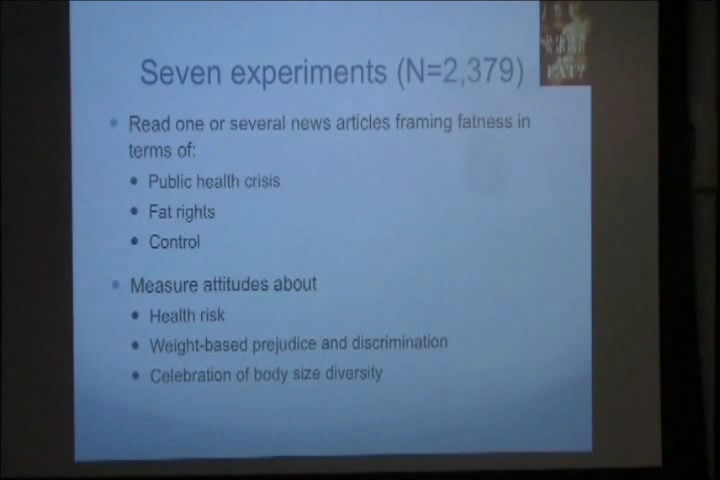 Seven experiments (N=2,379)
FAT?
• Read one or several news articles framing fatness in
terms of:
• Public health crisis
• Fat rights
• Control
• Measure attitudes about
• Health risk
• Weight-based prejudice and discrimination
• Celebration of body size diversity